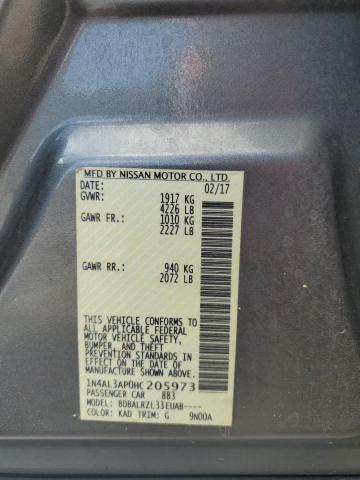 MFD BY NISSAN MOTOR CO., LTD.
DATE: 02/17
GVWR: 1917 KG
4226 LB
GAWR FR.: 1010 KG
2227 LB
GAWR RR.: 940 KG
2072 LB
THIS VEHICLE CONFORMS TO
ALL APPLICABLE FEDERAL
MOTOR VEHICLE SAFETY,
BUMPER, AND THEFT
PREVENTION STANDARDS IN
EFFECT ON THE DATE OF
MANUFACTURE SHOWN ABOVE.
1N4AL3AP0HC205973
PASSENGER CAR 883
MODEL: BDBALRZL33EUAB----
COLOR: KAD TRIM: G 9N00A